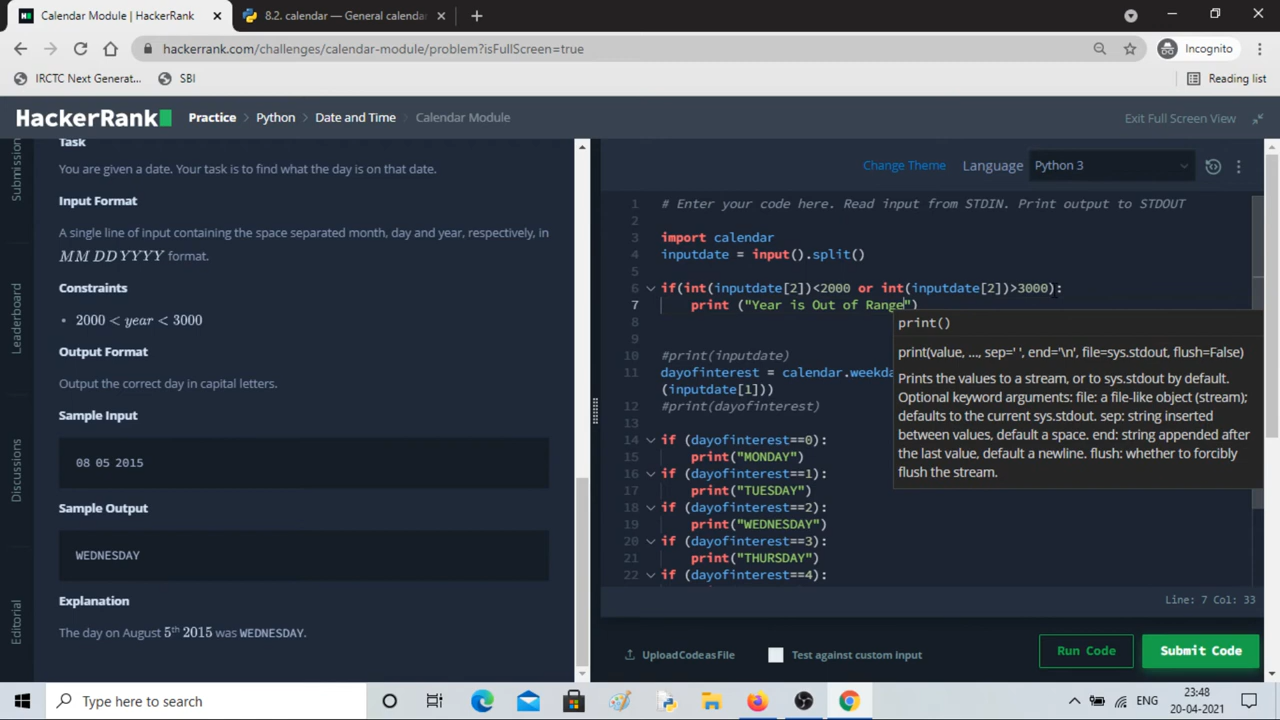 Calendar Module | HackerRank
8.2. calendar — General calendar
hackerrank.com/challenges/calendar-module/problem?isFullScreen=true
Incognito
IRCTC Next Generat...
SBI
Reading list
HackerRank
Practice
Python
Date and Time
Calendar Module
Exit Full Screen View
Submission
Leaderboard
Discussions
Editorial
Task
You are given a date. Your task is to find what the day is on that date.
Input Format
A single line of input containing the space separated month, day and year, respectively, in
MM DD YYYY format.
Constraints
• 2000 < year < 3000
Output Format
Output the correct day in capital letters.
Sample Input
08 05 2015
Sample Output
WEDNESDAY
Explanation
The day on August 5th 2015 was WEDNESDAY.
Change Theme
Language
Python 3
1 # Enter your code here. Read input from STDIN. Print output to STDOUT
2
3 import calendar
4 inputdate = input().split()
5
6 if(int(inputdate[2])<2000 or int(inputdate[2])>3000):
7 print ("Year is Out of Range")
8
9
10 #print(inputdate)
11 dayofinterest = calendar.weekda
(inputdate[1]))
12 #print(dayofinterest)
13
14 if (dayofinterest==0):
15 print("MONDAY")
16 if (dayofinterest==1):
17 print("TUESDAY")
18 if (dayofinterest==2):
19 print("WEDNESDAY")
20 if (dayofinterest==3):
21 print("THURSDAY")
22 if (dayofinterest==4):
print()
print(value, ..., sep=' ', end='\n', file=sys.stdout, flush=False)
Prints the values to a stream, or to sys.stdout by default.
Optional keyword arguments: file: a file-like object (stream);
defaults to the current sys.stdout. sep: string inserted
between values, default a space. end: string appended after
the last value, default a newline. flush: whether to forcibly
flush the stream.
Line: 7 Col: 33
Upload Code as File
Test against custom input
Run Code
Submit Code
Type here to search
ENG
23:48
20-04-2021